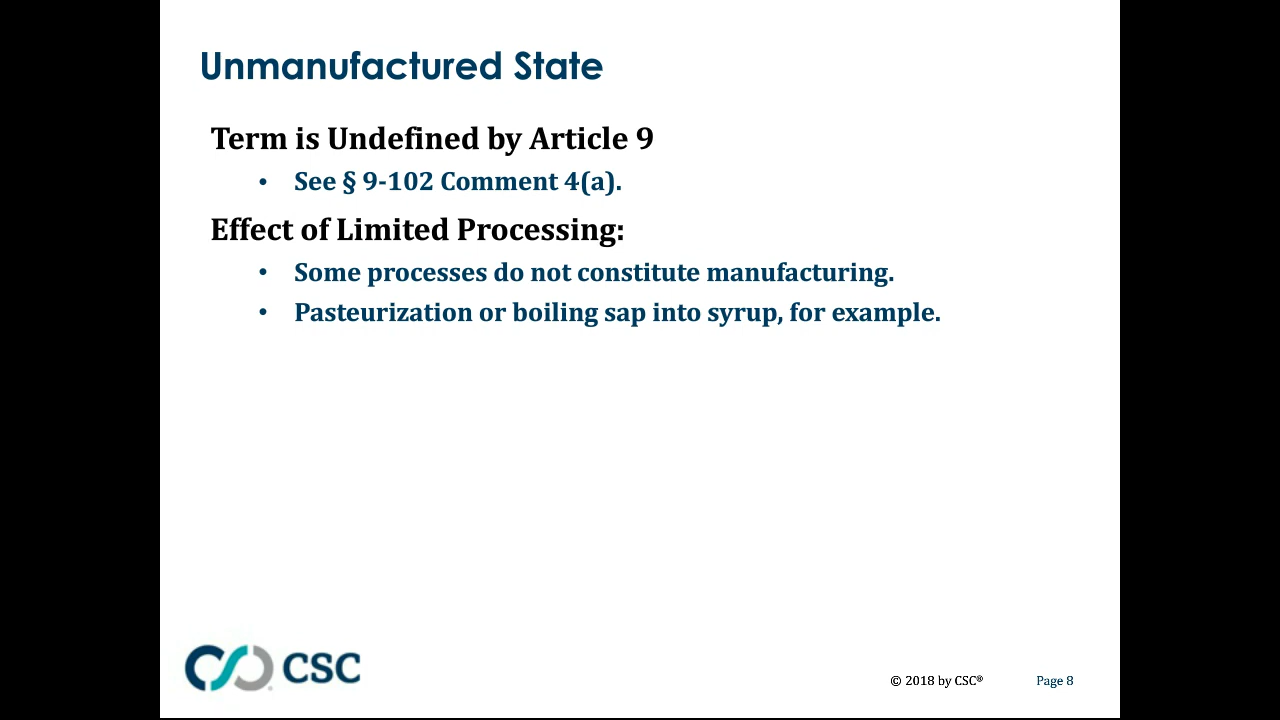 Unmanufactured State
Term is Undefined by Article 9
• See § 9-102 Comment 4(a).
Effect of Limited Processing:
• Some processes do not constitute manufacturing.
• Pasteurization or boiling sap into syrup, for example.
CSC
© 2018 by CSC®
Page 8